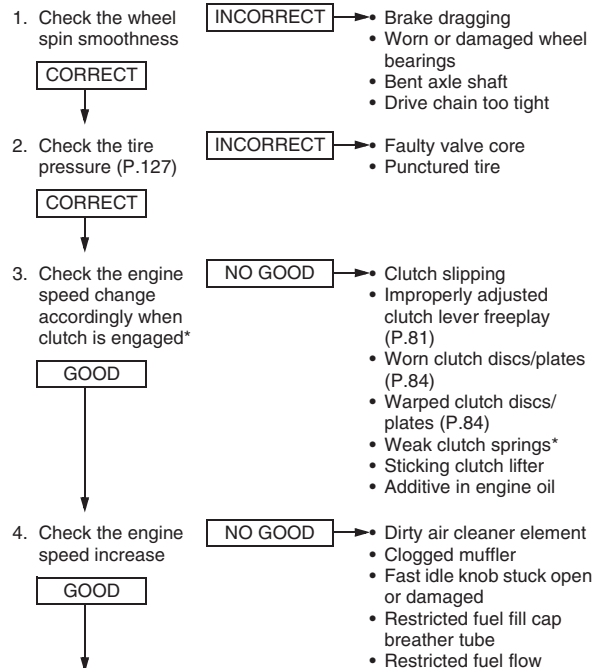 1. Check the wheel
spin smoothness
INCORRECT
• Brake dragging
• Worn or damaged wheel
bearings
• Bent axle shaft
• Drive chain too tight
CORRECT
2. Check the tire
pressure (P.127)
INCORRECT
• Faulty valve core
• Punctured tire
CORRECT
3. Check the engine
speed change
accordingly when
clutch is engaged*
NO GOOD
• Clutch slipping
• Improperly adjusted
clutch lever freeplay
(P.81)
• Worn clutch discs/plates
(P.84)
• Warped clutch discs/
plates (P.84)
• Weak clutch springs*
• Sticking clutch lifter
• Additive in engine oil
GOOD
4. Check the engine
speed increase
NO GOOD
• Dirty air cleaner element
• Clogged muffler
• Fast idle knob stuck open
or damaged
• Restricted fuel fill cap
breather tube
• Restricted fuel flow
GOOD